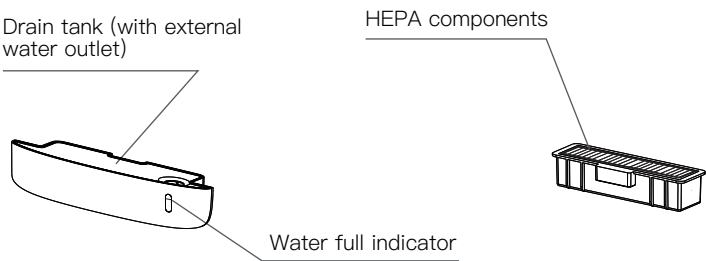 HEPA components
Drain tank (with external
water outlet)
Water full indicator